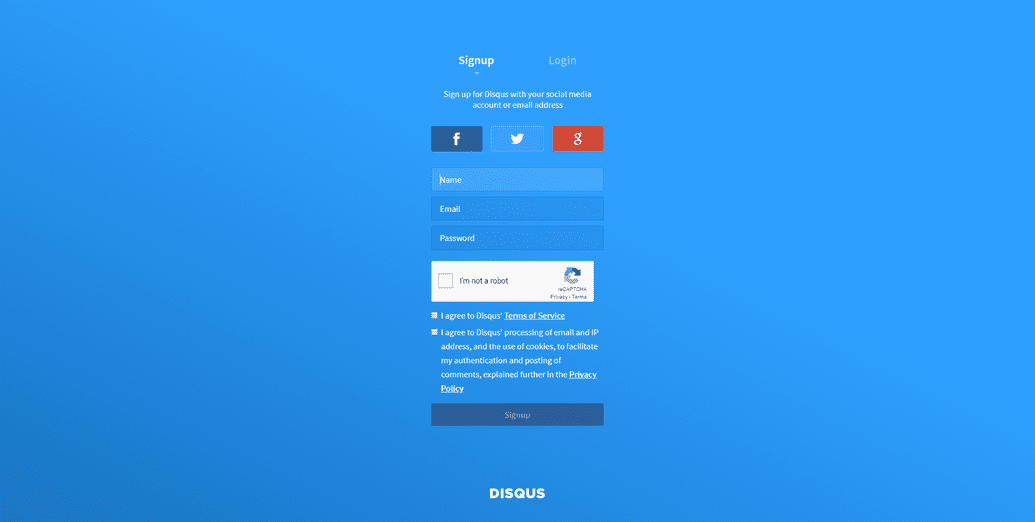 Signup
Login
Sign up for Disqus with your social media
account or email address
Name
Email
Password
I'm not a robot
reCAPTCHA
Privacy - Terms
I agree to Disqus' Terms of Service
I agree to Disqus' processing of email and IP
address, and the use of cookies, to facilitate
my authentication and posting of
comments, explained further in the Privacy
Policy
Signup
DISQUS